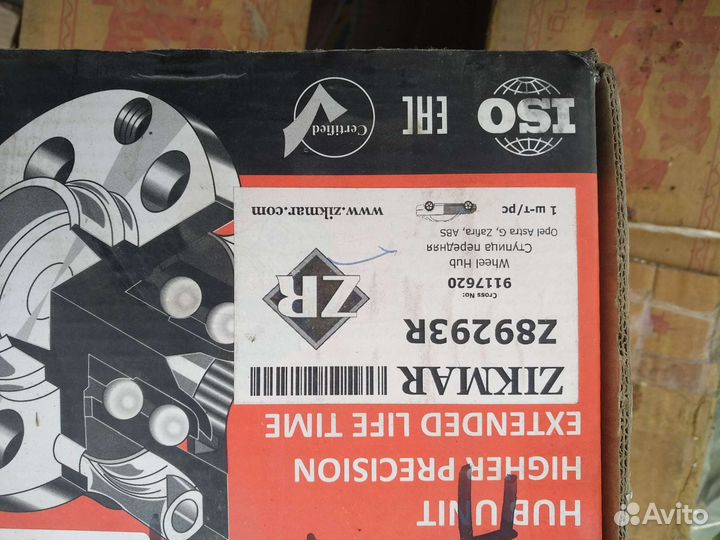 HUB UNIT
HIGHER PRECISION
EXTENDED LIFE TIME
ZIKMAR
Z89293R
ZR
Cross No:
9117620
Wheel Hub
Ступица передняя
Opel Astra G, Zafira, ABS
1 ш-т/pc
www.zikmar.com
ISO
EAC
Certified
Avito